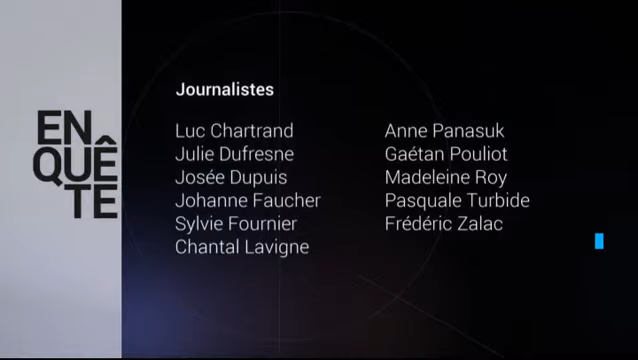 EN
QUÊ
TE
Journalistes
Luc Chartrand
Julie Dufresne
Josée Dupuis
Johanne Faucher
Sylvie Fournier
Chantal Lavigne
Anne Panasuk
Gaétan Pouliot
Madeleine Roy
Pasquale Turbide
Frédéric Zalac